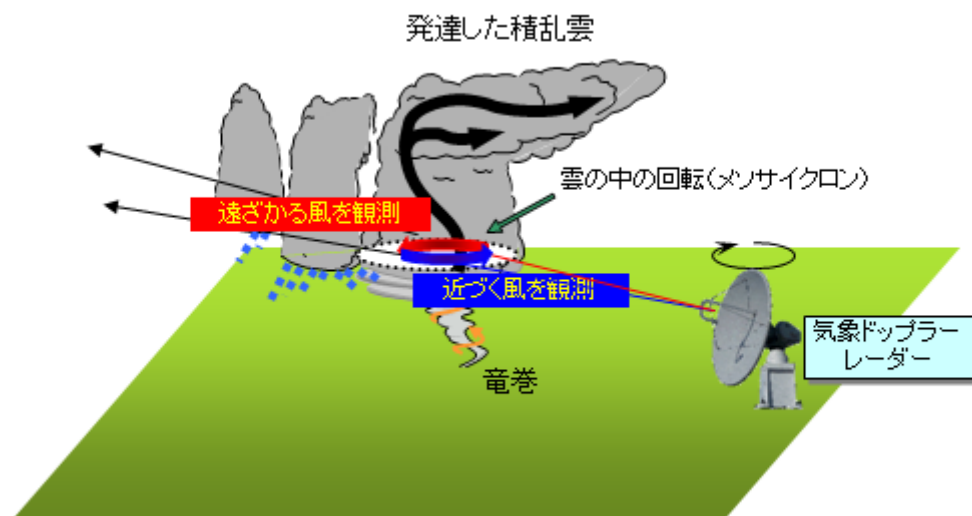 発達した積乱雲
雲の中の回転(メソサイクロン)
遠ざかる風を観測
近づく風を観測
気象ドップラー
レーダー
竜巻